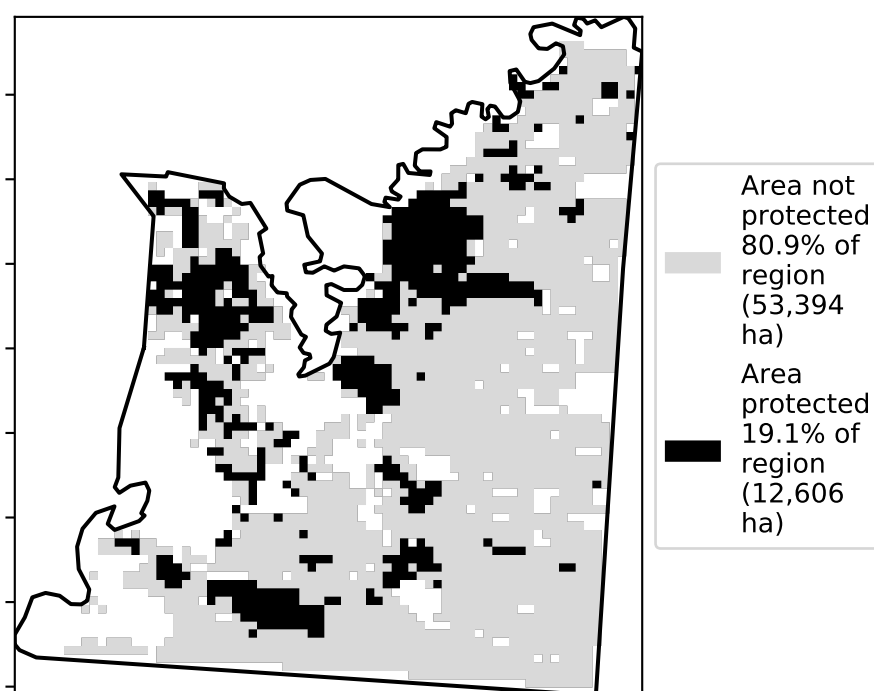 Area not
protected
80.9% of
region
(53,394
ha)
Area
protected
19.1% of
region
(12,606
ha)